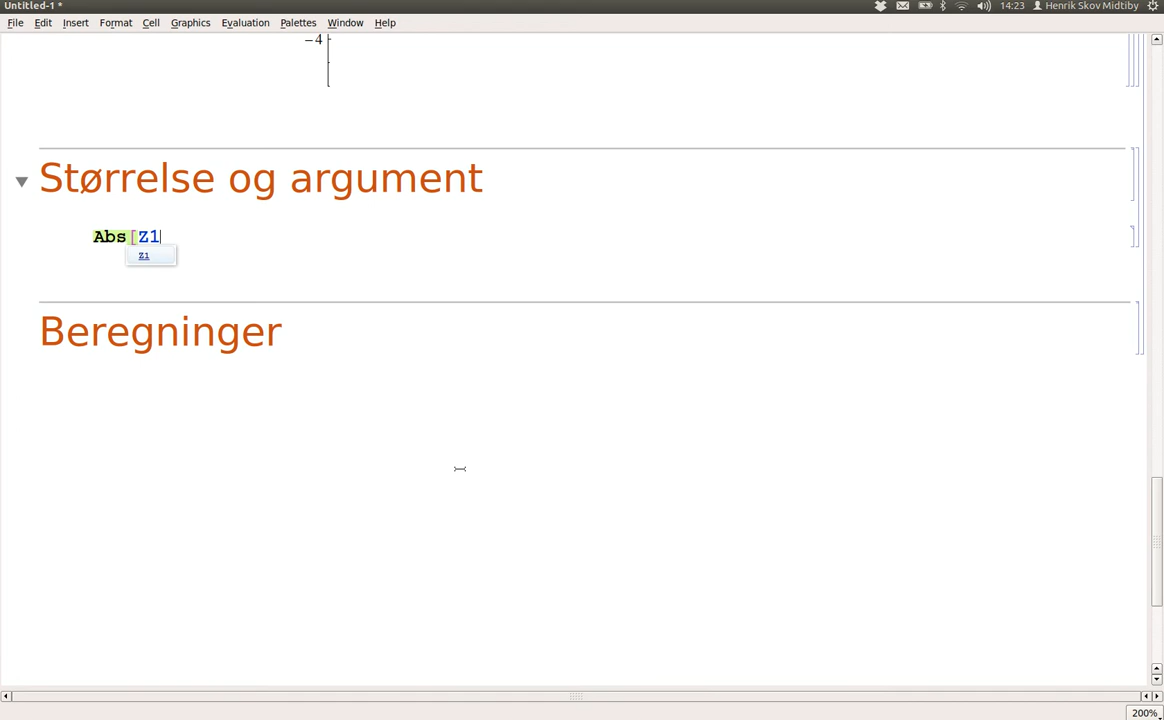 Untitled-1 *
14:23 Henrik Skov Midtiby
File Edit Insert Format Cell Graphics Evaluation Palettes Window Help
-4
Størrelse og argument
Abs[Z1
Z1
Beregninger
200%